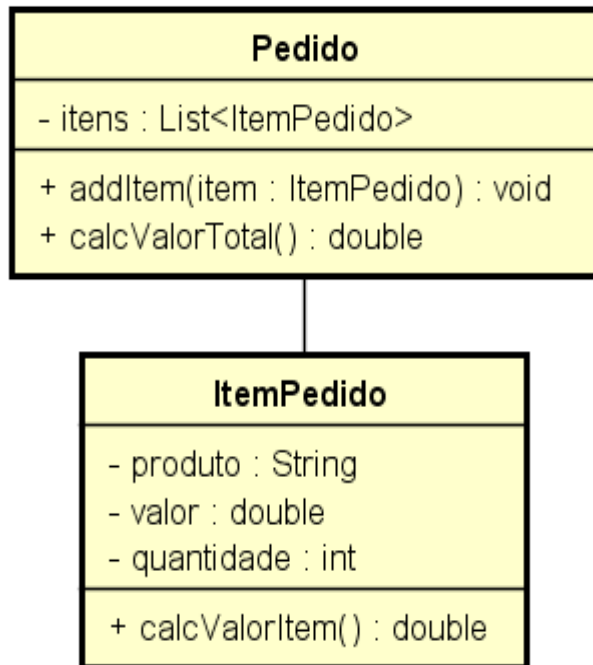 Pedido
- itens : List<ItemPedido>
+ addItem(item : ItemPedido) : void
+ calcValorTotal() : double
ItemPedido
- produto : String
- valor : double
- quantidade : int
+ calcValorItem() : double